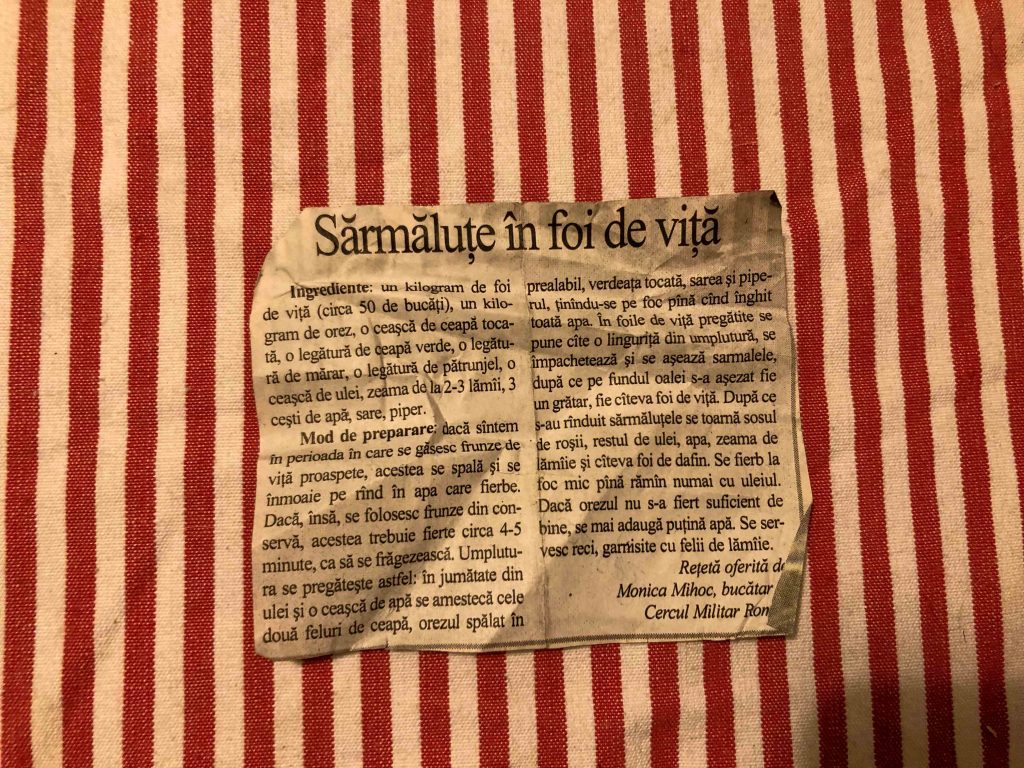 Sărmăluțe în foi de viță
Ingrediente: un kilogram de foi
de viță (circa 50 de bucăți), un kilo-
gram de orez, o ceașcă de ceapă toca-
tă, o legătură de ceapă verde, o legătu-
ră de mărar, o legătură de pătrunjel, o
ceașcă de ulei, zeama de la 2-3 lămîi, 3
cești de apă, sare, piper.
Mod de preparare: dacă sîntem
în perioada în care se găsesc frunze de
viță proaspete, acestea se spală și se
înmoaie pe rînd în apa care fierbe.
Dacă, însă, se folosesc frunze din con-
servă, acestea trebuie fierte circa 4-5
minute, ca să se frăgezească. Umplutu-
ra se pregătește astfel: în jumătate din
ulei și o ceașcă de apă se amestecă cele
două feluri de ceapă, orezul spălat în
prealabil, verdeața tocată, sarea și pipe-
rul, ținîndu-se pe foc pînă cînd înghit
toată apa. În foile de viță pregătite se
pune cîte o linguriță din umplutură, se
împachetează și se așează sarmalele,
după ce pe fundul oalei s-a așezat fie
un grătar, fie cîteva foi de viță. După ce
s-au rînduit sărmăluțele se toarnă sosul
de roșii, restul de ulei, apa, zeama de
lămîie și cîteva foi de dafin. Se fierb la
foc mic pînă rămîn numai cu uleiul.
Dacă orezul nu s-a fiert suficient de
bine, se mai adaugă puțină apă. Se ser-
vesc reci, garnisite cu felii de lămîie.
Rețetă oferită de
Monica Mihoc, bucătar
Cercul Militar Rom